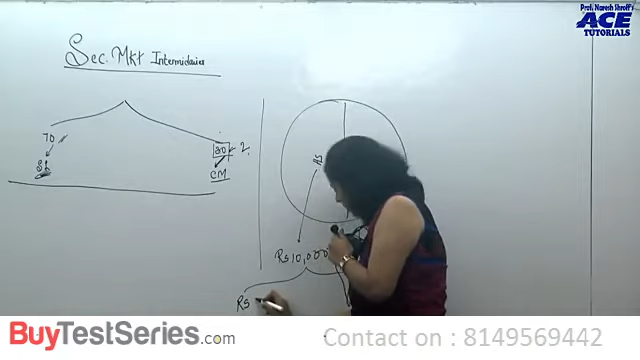 Prof. Naresh Shroff's
ACE
TUTORIALS
Sec. Mkt Intermediaries
70
30
2
CM
RS
Rs 10,000
Rs
BuyTestSeries.com
Contact on : 8149569442